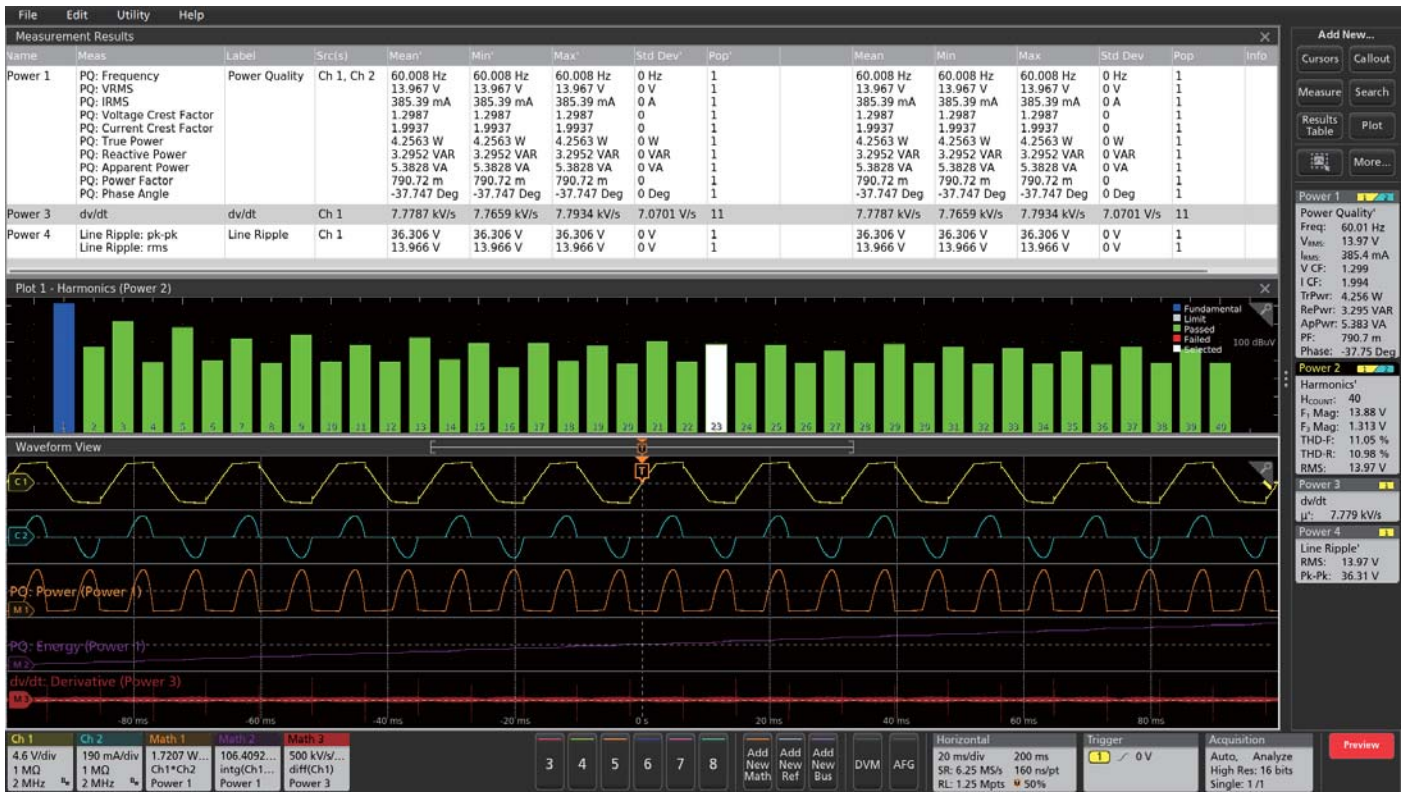 File Edit Utility Help
Measurement Results
Name Meas Label Src(s) Mean' Min' Max' Std Dev' Pop' Mean Min Max Std Dev Pop Info
Power 1 PQ: Frequency Power Quality Ch 1, Ch 2 60.008 Hz 60.008 Hz 60.008 Hz 0 Hz 1 60.008 Hz 60.008 Hz 60.008 Hz 0 Hz 1
PQ: VRMS 13.967 V 13.967 V 13.967 V 0 V 1 13.967 V 13.967 V 13.967 V 0 V 1
PQ: IRMS 385.39 mA 385.39 mA 385.39 mA 0 A 1 385.39 mA 385.39 mA 385.39 mA 0 A 1
PQ: Voltage Crest Factor 1.2987 1.2987 1.2987 0 1 1.2987 1.2987 1.2987 0 1
PQ: Current Crest Factor 1.9937 1.9937 1.9937 0 1 1.9937 1.9937 1.9937 0 1
PQ: True Power 4.2563 W 4.2563 W 4.2563 W 0 W 1 4.2563 W 4.2563 W 4.2563 W 0 W 1
PQ: Reactive Power 3.2952 VAR 3.2952 VAR 3.2952 VAR 0 VAR 1 3.2952 VAR 3.2952 VAR 3.2952 VAR 0 VAR 1
PQ: Apparent Power 5.3828 VA 5.3828 VA 5.3828 VA 0 VA 1 5.3828 VA 5.3828 VA 5.3828 VA 0 VA 1
PQ: Power Factor 790.72 m 790.72 m 790.72 m 0 1 790.72 m 790.72 m 790.72 m 0 1
PQ: Phase Angle -37.747 Deg -37.747 Deg -37.747 Deg 0 Deg 1 -37.747 Deg -37.747 Deg -37.747 Deg 0 Deg 1
Power 3 dv/dt dv/dt Ch 1 7.7787 kV/s 7.7659 kV/s 7.7934 kV/s 7.0701 V/s 11 7.7787 kV/s 7.7659 kV/s 7.7934 kV/s 7.0701 V/s 11
Power 4 Line Ripple: pk-pk Line Ripple Ch 1 36.306 V 36.306 V 36.306 V 0 V 1 36.306 V 36.306 V 36.306 V 0 V 1
Line Ripple: rms 13.966 V 13.966 V 13.966 V 0 V 1 13.966 V 13.966 V 13.966 V 0 V 1
Plot 1 - Harmonics (Power 2)
Fundamental
Limit
Passed
Failed
Selected
100 dBuV
1 2 3 4 5 6 7 8 9 10 11 12 13 14 15 16 17 18 19 20 21 22 23 24 25 26 27 28 29 30 31 32 33 34 35 36 37 38 39 40
Waveform View
U
T
C1
C2
PQ: Power (Power 1)
M1
PQ: Energy (Power 1)
M2
dv/dt: Derivative (Power 3)
M3
-80 ms -60 ms -40 ms -20 ms 0 s 20 ms 40 ms 60 ms 80 ms
Add New...
Cursors Callout
Measure Search
Results Table Plot
More...
Power 1 1 2
Power Quality'
Freq: 60.01 Hz
VRMS: 13.97 V
IRMS: 385.4 mA
V CF: 1.299
I CF: 1.994
TrPwr: 4.256 W
RePwr: 3.295 VAR
ApPwr: 5.383 VA
PF: 790.7 m
Phase: -37.75 Deg
Power 2 1 2
Harmonics'
HCOUNT: 40
F₁ Mag: 13.88 V
F₃ Mag: 1.313 V
THD-F: 11.05 %
THD-R: 10.98 %
RMS: 13.97 V
Power 3 1
dv/dt
µ': 7.779 kV/s
Power 4 1
Line Ripple'
RMS: 13.97 V
Pk-Pk: 36.31 V
Ch 1
4.6 V/div
1 MΩ
2 MHz
Ch 2
190 mA/div
1 MΩ
2 MHz
Math 1
1.7207 W...
Ch1*Ch2
Power 1
Math 2
106.4092...
intg(Ch1...
Power 1
Math 3
500 kV/s/...
diff(Ch1)
Power 3
3 4 5 6 7 8
Add New Math
Add New Ref
Add New Bus
DVM AFG
Horizontal
20 ms/div 200 ms
SR: 6.25 MS/s 160 ns/pt
RL: 1.25 Mpts 50%
Trigger
1 0 V
Acquisition
Auto, Analyze
High Res: 16 bits
Single: 1 /1
Preview